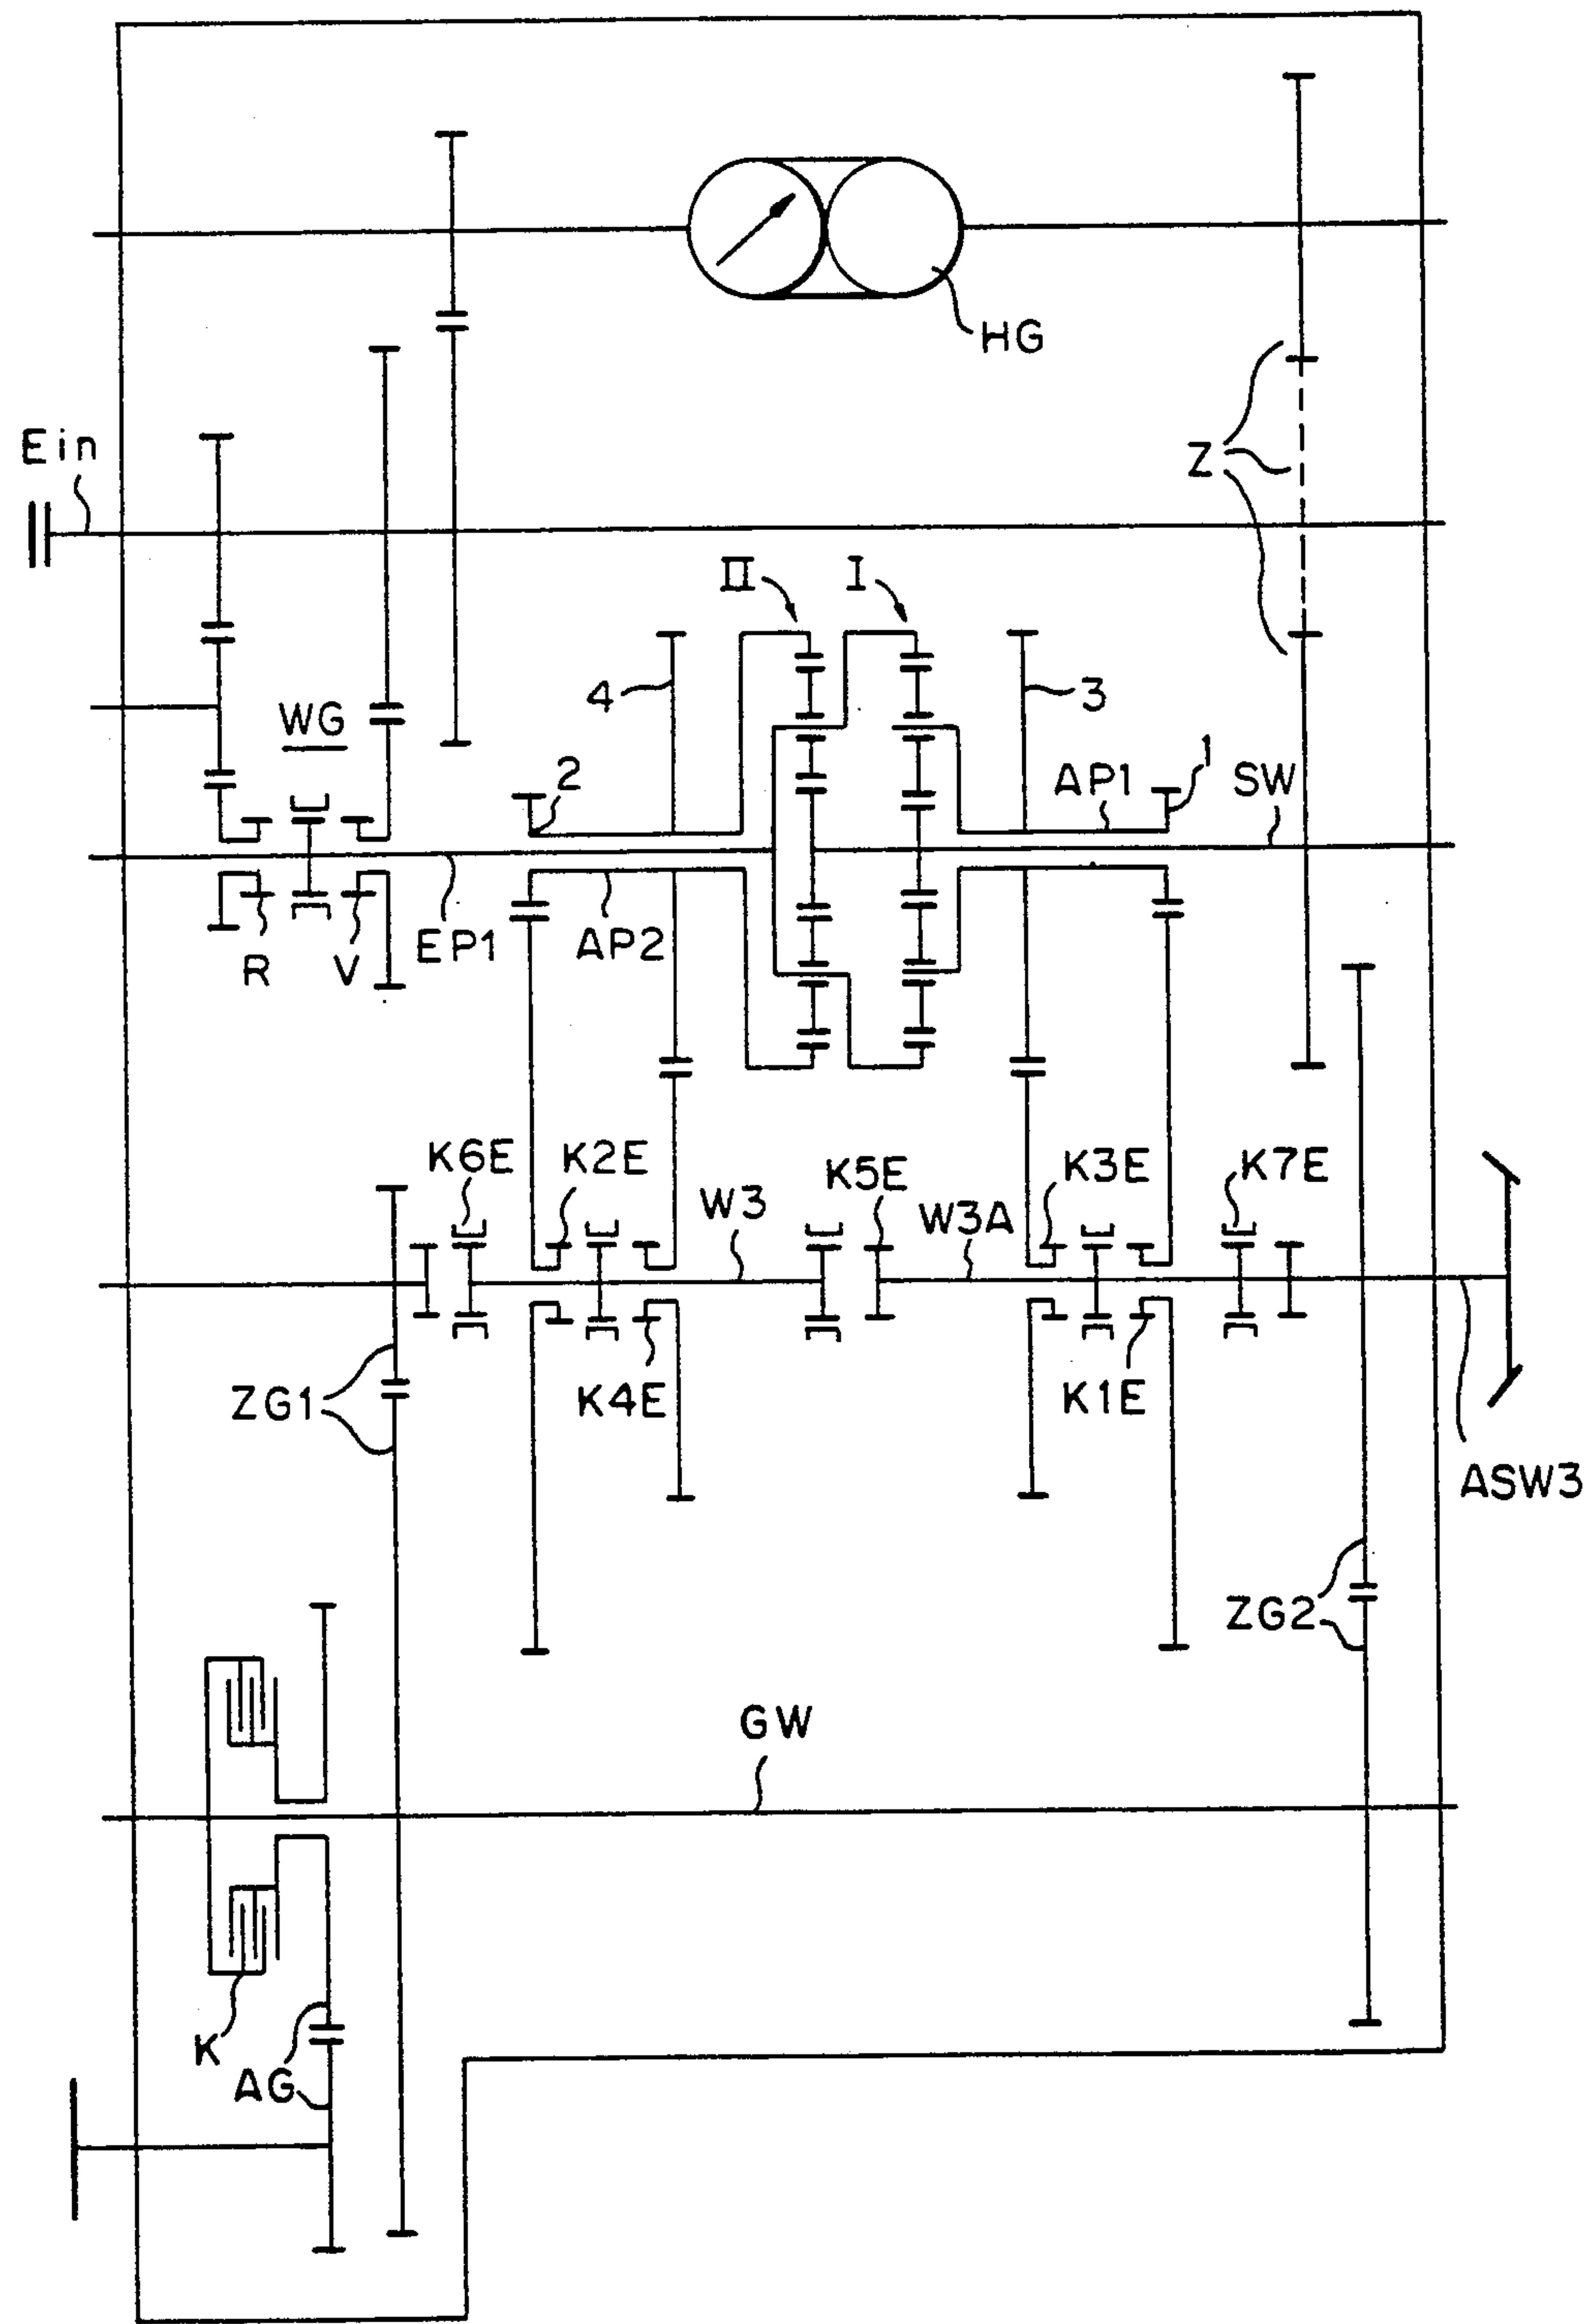 HG
Ein
Z
II
I
4
3
WG
2
AP1
1
SW
R
V
EP1
AP2
K6E
K2E
W3
K5E
W3A
K3E
K7E
ZG1
K4E
K1E
ASW3
ZG2
GW
K
AG